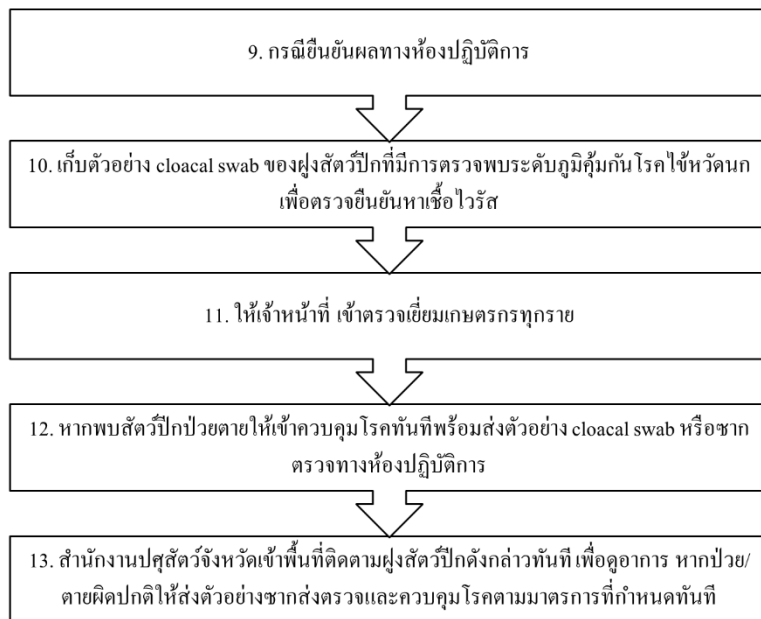 9. กรณียืนยันผลทางห้องปฏิบัติการ
10. เก็บตัวอย่าง cloacal swab ของฝูงสัตว์ปีกที่มีการตรวจพบระดับภูมิคุ้มกันโรคไข้หวัดนก
เพื่อตรวจยืนยันหาเชื้อไวรัส
11. ให้เจ้าหน้าที่ เข้าตรวจเยี่ยมเกษตรกรทุกราย
12. หากพบสัตว์ปีกป่วยตายให้เข้าควบคุมโรคทันทีพร้อมส่งตัวอย่าง cloacal swab หรือซาก
ตรวจทางห้องปฏิบัติการ
13. สำนักงานปศุสัตว์จังหวัดเข้าพื้นที่ติดตามฝูงสัตว์ปีกดังกล่าวทันที เพื่อดูอาการ หากป่วย/
ตายผิดปกติให้ส่งตัวอย่างซากส่งตรวจและควบคุมโรคตามมาตรการที่กำหนดทันที